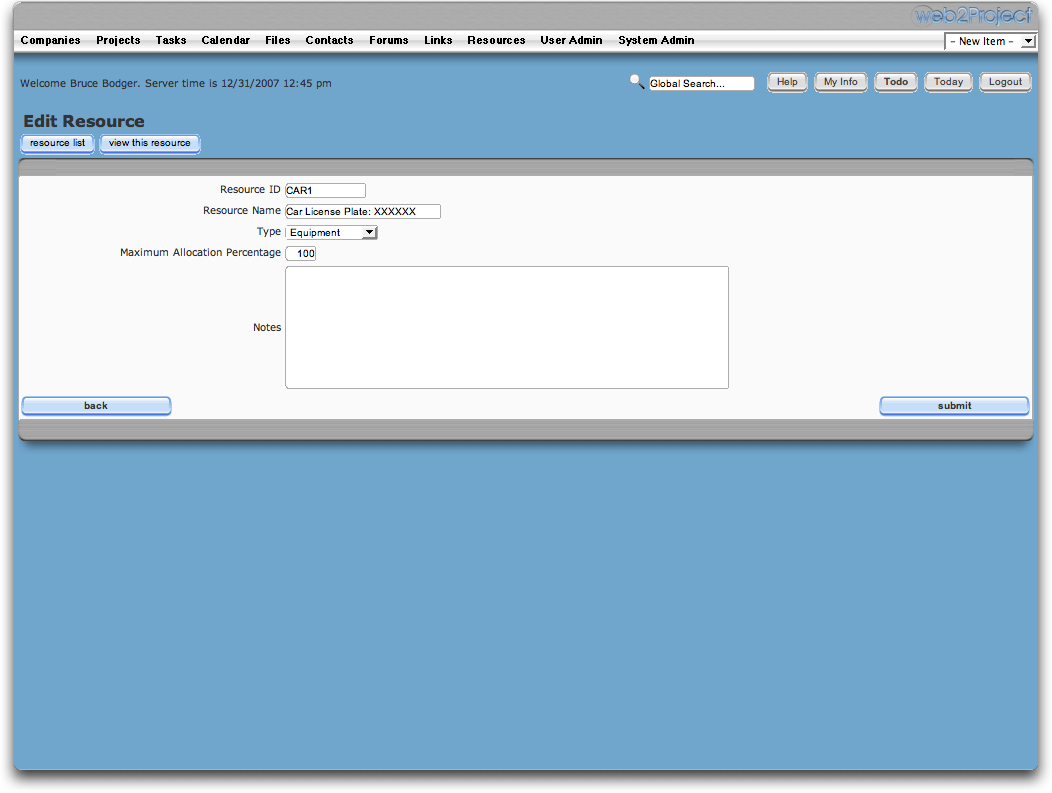 web2Project
Companies Projects Tasks Calendar Files Contacts Forums Links Resources User Admin System Admin - New Item -
Welcome Bruce Bodger. Server time is 12/31/2007 12:45 pm Global Search... Help My Info Todo Today Logout
Edit Resource
resource list view this resource
Resource ID CAR1
Resource Name Car License Plate: XXXXXX
Type Equipment
Maximum Allocation Percentage 100
Notes
back submit